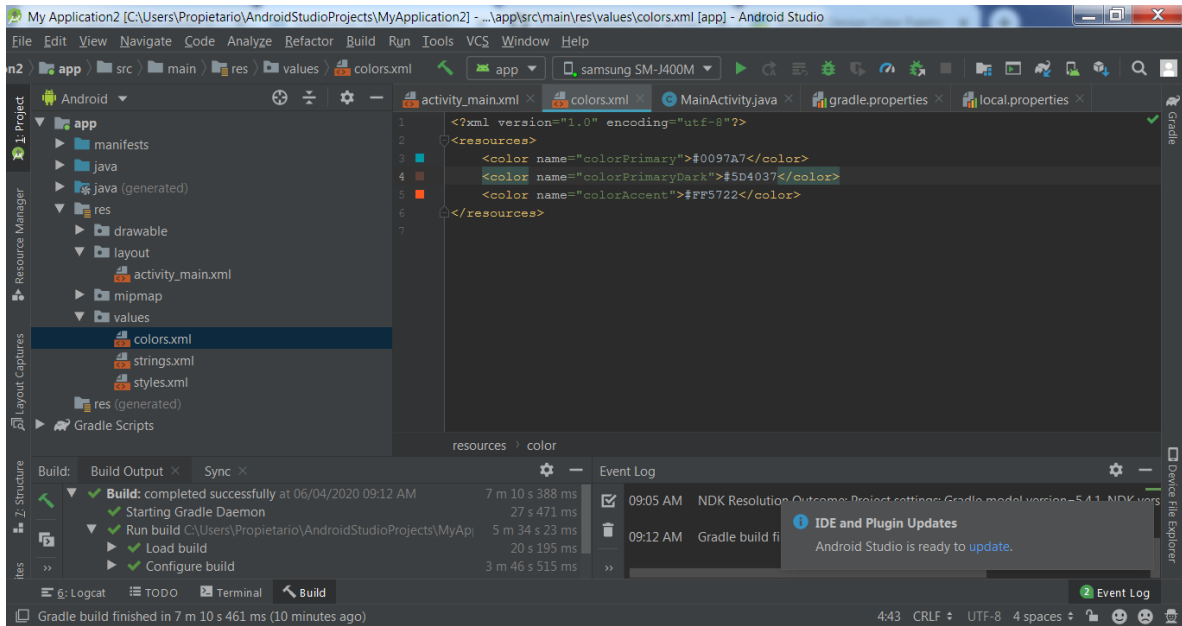 My Application2 [C:\Users\Propietario\AndroidStudioProjects\MyApplication2] - ...\app\src\main\res\values\colors.xml [app] - Android Studio
File Edit View Navigate Code Analyze Refactor Build Run Tools VCS Window Help
on2 app src main res values colors.xml app samsung SM-J400M
1: Project
Resource Manager
Layout Captures
Z: Structure
ites
Android
app
manifests
java
java (generated)
res
drawable
layout
activity_main.xml
mipmap
values
colors.xml
strings.xml
styles.xml
res (generated)
Gradle Scripts
activity_main.xml colors.xml MainActivity.java gradle.properties local.properties
1 <?xml version="1.0" encoding="utf-8"?>
2 <resources>
3 <color name="colorPrimary">#0097A7</color>
4 <color name="colorPrimaryDark">#5D4037</color>
5 <color name="colorAccent">#FF5722</color>
6 </resources>
7
resources › color
Gradle
Device File Explorer
Build: Build Output Sync
Build: completed successfully at 06/04/2020 09:12 AM 7 m 10 s 388 ms
Starting Gradle Daemon 27 s 471 ms
Run build C:\Users\Propietario\AndroidStudioProjects\MyAp 5 m 34 s 23 ms
Load build 20 s 195 ms
Configure build 3 m 46 s 515 ms
Event Log
09:05 AM NDK Resolution Outcome: Project settings: Gradle model version=5.4.1, NDK vers
09:12 AM Gradle build fi
IDE and Plugin Updates
Android Studio is ready to update.
6: Logcat TODO Terminal Build 2 Event Log
Gradle build finished in 7 m 10 s 461 ms (10 minutes ago) 4:43 CRLF UTF-8 4 spaces